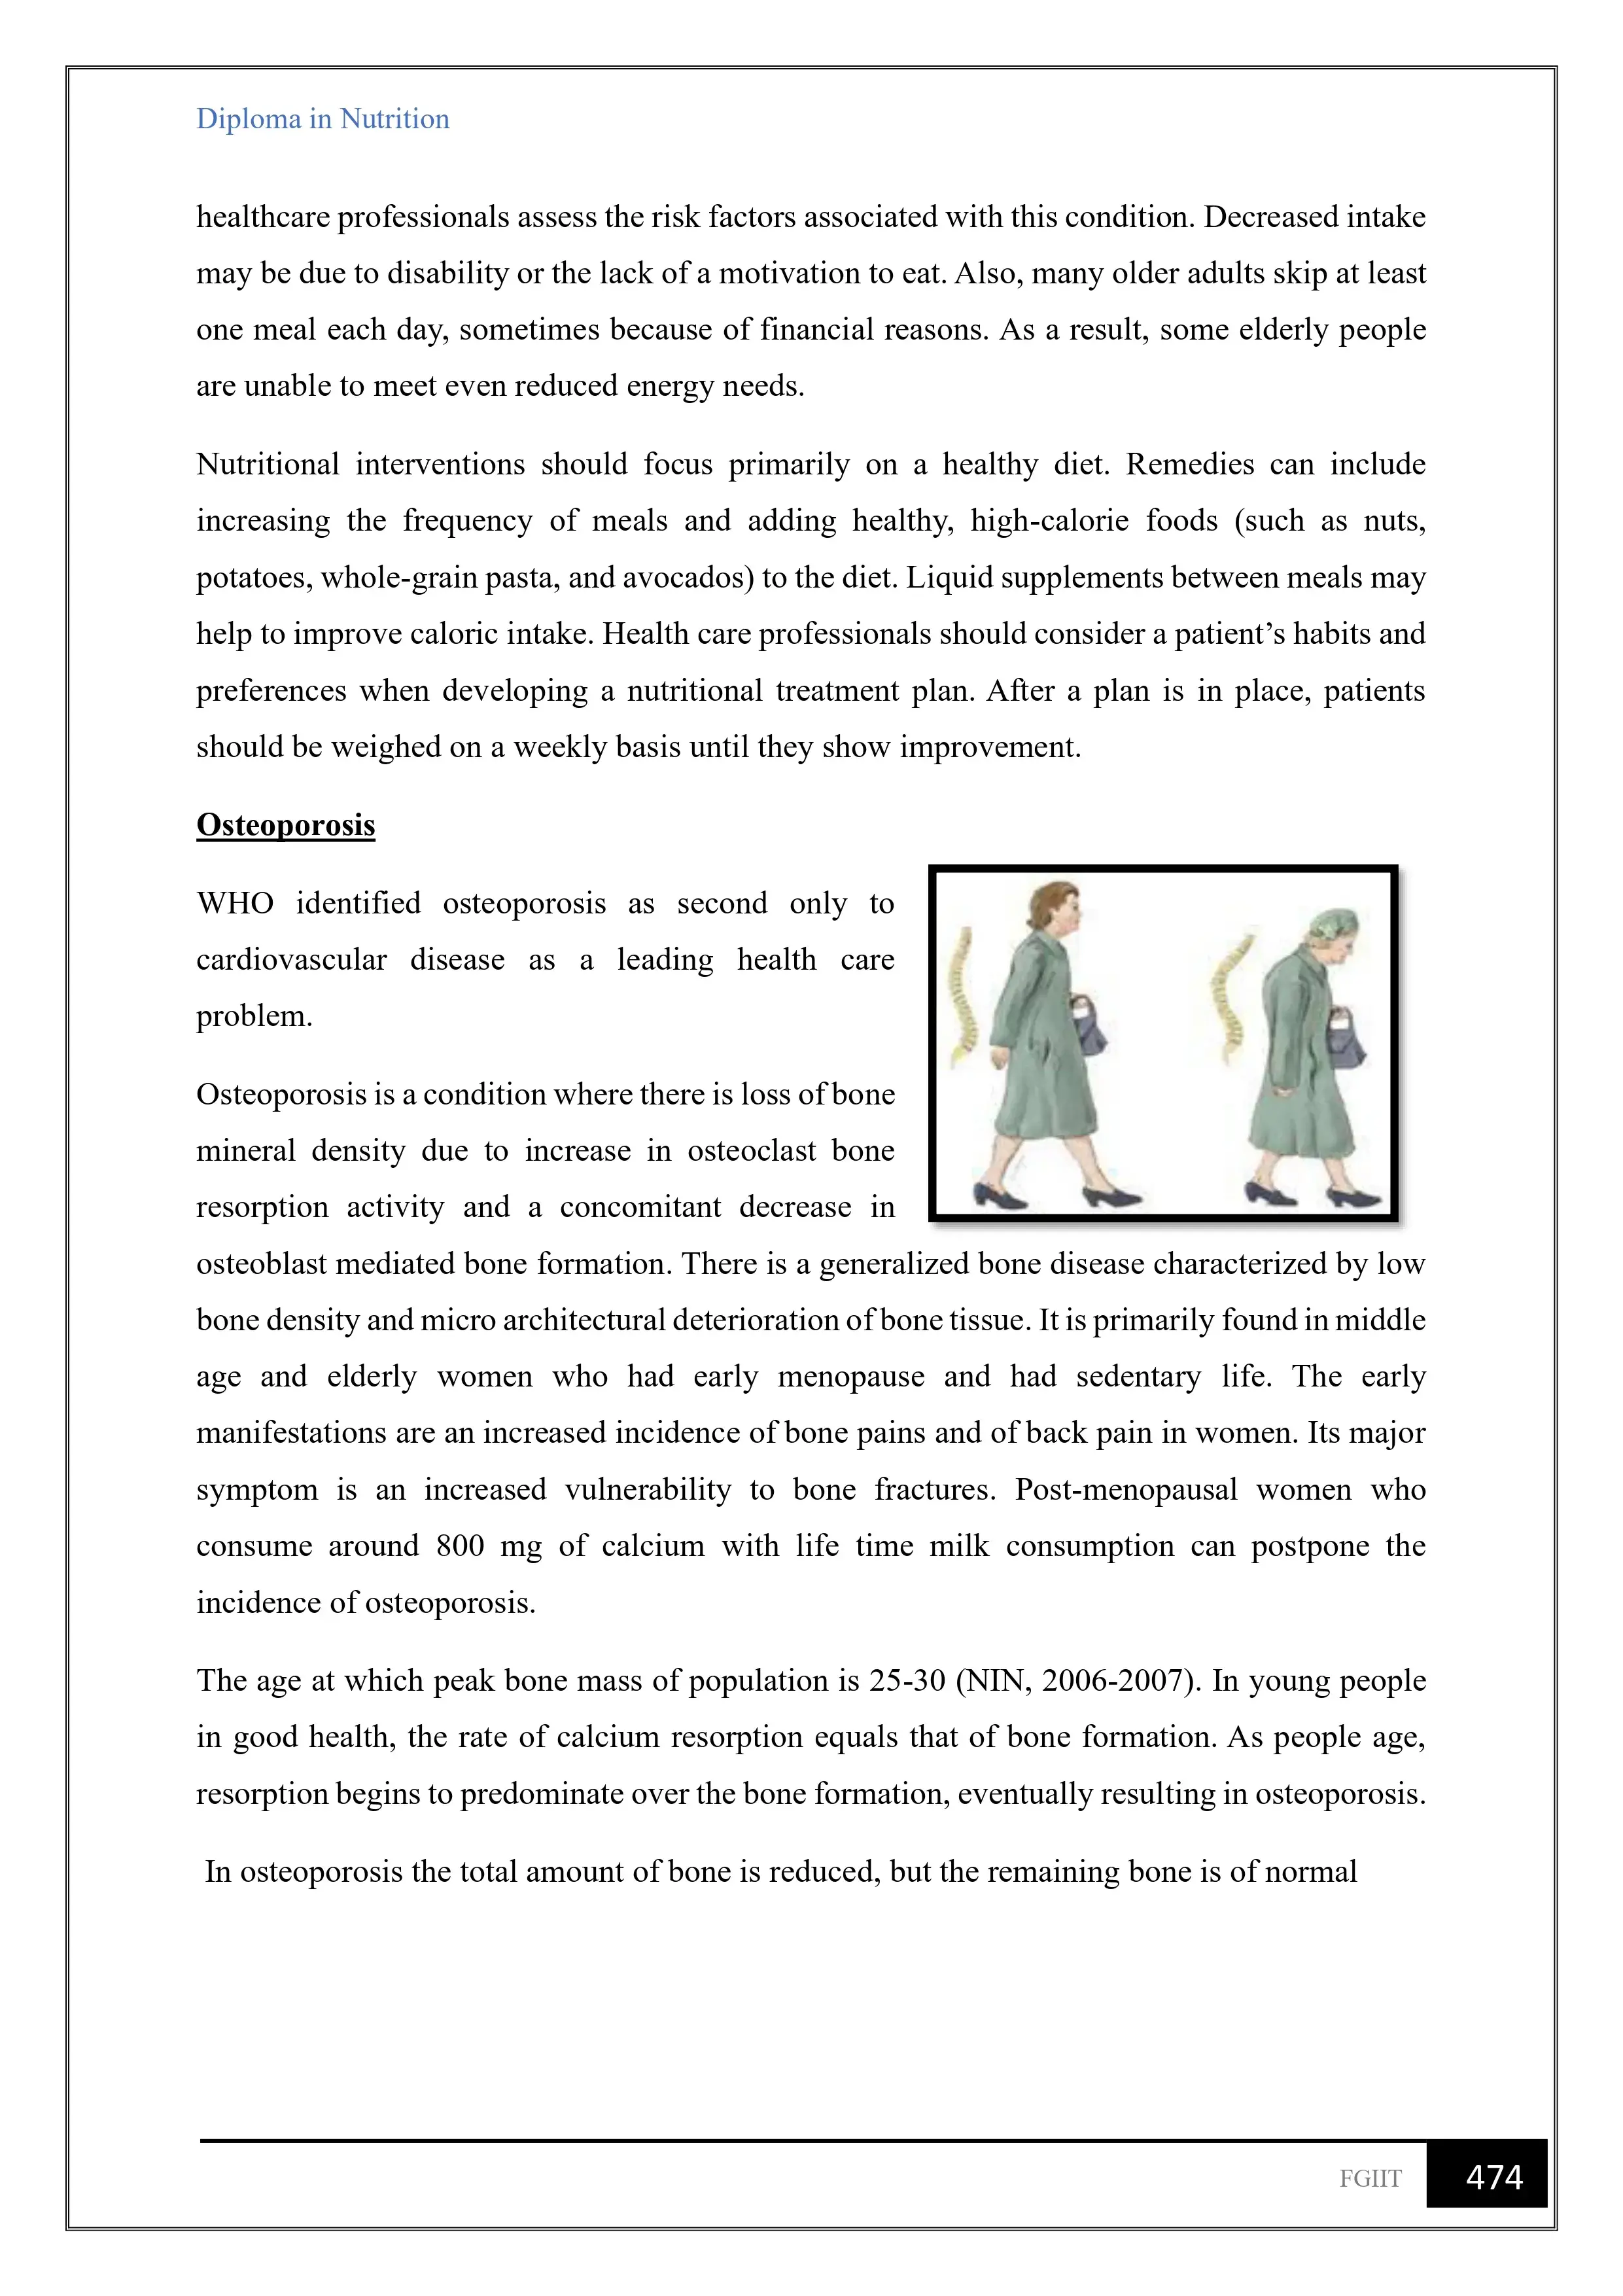 Diploma in Nutrition
healthcare professionals assess the risk factors associated with this condition. Decreased intake
may be due to disability or the lack of a motivation to eat. Also, many older adults skip at least
one meal each day, sometimes because of financial reasons. As a result, some elderly people
are unable to meet even reduced energy needs.
Nutritional interventions should focus primarily on a healthy diet. Remedies can include
increasing the frequency of meals and adding healthy, high-calorie foods (such as nuts,
potatoes, whole-grain pasta, and avocados) to the diet. Liquid supplements between meals may
help to improve caloric intake. Health care professionals should consider a patient’s habits and
preferences when developing a nutritional treatment plan. After a plan is in place, patients
should be weighed on a weekly basis until they show improvement.
Osteoporosis
WHO identified osteoporosis as second only to
cardiovascular disease as a leading health care
problem.
Osteoporosis is a condition where there is loss of bone
mineral density due to increase in osteoclast bone
resorption activity and a concomitant decrease in
osteoblast mediated bone formation. There is a generalized bone disease characterized by low
bone density and micro architectural deterioration of bone tissue. It is primarily found in middle
age and elderly women who had early menopause and had sedentary life. The early
manifestations are an increased incidence of bone pains and of back pain in women. Its major
symptom is an increased vulnerability to bone fractures. Post-menopausal women who
consume around 800 mg of calcium with life time milk consumption can postpone the
incidence of osteoporosis.
The age at which peak bone mass of population is 25-30 (NIN, 2006-2007). In young people
in good health, the rate of calcium resorption equals that of bone formation. As people age,
resorption begins to predominate over the bone formation, eventually resulting in osteoporosis.
In osteoporosis the total amount of bone is reduced, but the remaining bone is of normal
FGIIT 474